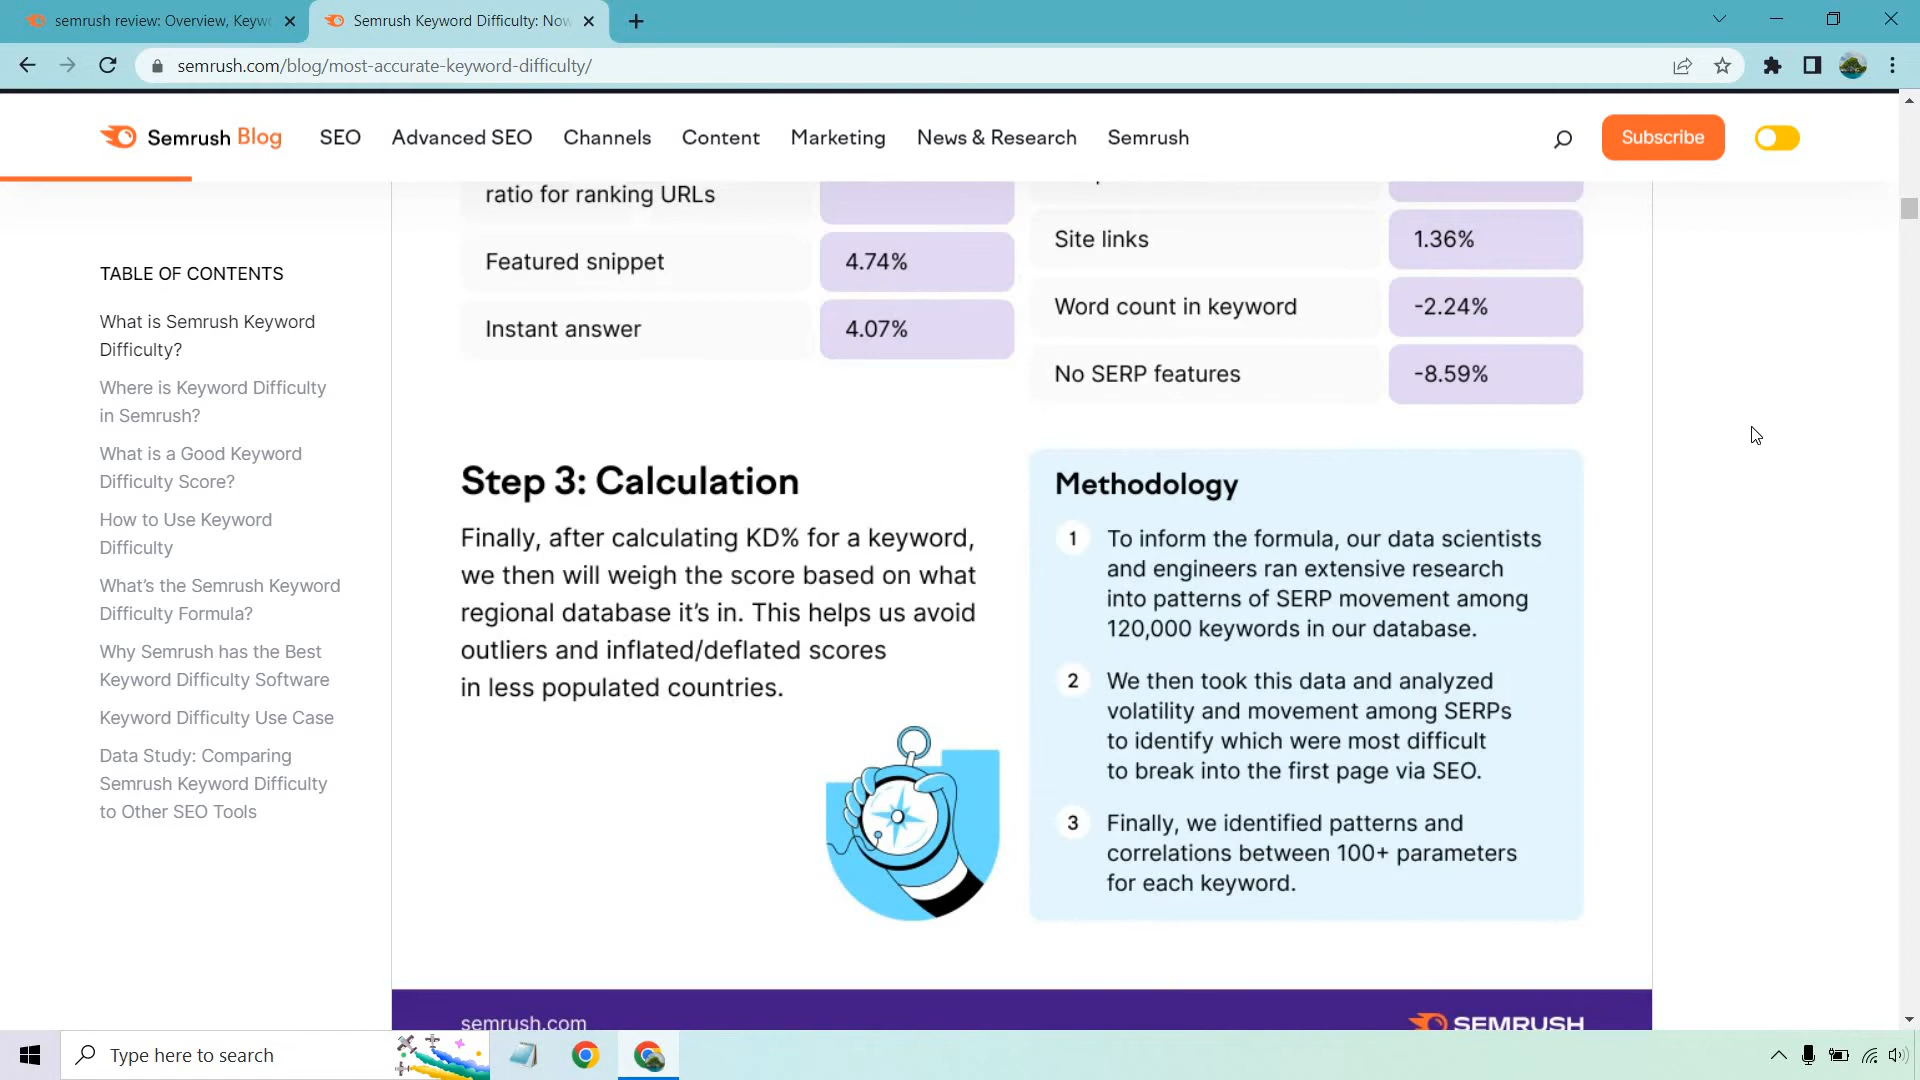 semrush review: Overview, Keyw
Semrush Keyword Difficulty: Now
semrush.com/blog/most-accurate-keyword-difficulty/
Semrush Blog
SEO
Advanced SEO
Channels
Content
Marketing
News & Research
Semrush
Subscribe
TABLE OF CONTENTS
What is Semrush Keyword
Difficulty?
Where is Keyword Difficulty
in Semrush?
What is a Good Keyword
Difficulty Score?
How to Use Keyword
Difficulty
What's the Semrush Keyword
Difficulty Formula?
Why Semrush has the Best
Keyword Difficulty Software
Keyword Difficulty Use Case
Data Study: Comparing
Semrush Keyword Difficulty
to Other SEO Tools
ratio for ranking URLs
Featured snippet 4.74%
Instant answer 4.07%
Site links 1.36%
Word count in keyword -2.24%
No SERP features -8.59%
Step 3: Calculation
Finally, after calculating KD% for a keyword,
we then will weigh the score based on what
regional database it's in. This helps us avoid
outliers and inflated/deflated scores
in less populated countries.
Methodology
1 To inform the formula, our data scientists
and engineers ran extensive research
into patterns of SERP movement among
120,000 keywords in our database.
2 We then took this data and analyzed
volatility and movement among SERPs
to identify which were most difficult
to break into the first page via SEO.
3 Finally, we identified patterns and
correlations between 100+ parameters
for each keyword.
semrush.com
SEMRUSH
Type here to search